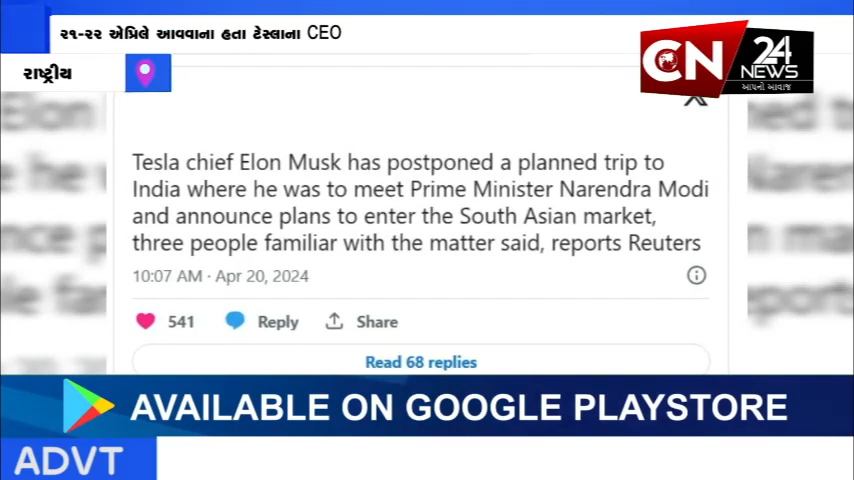 ૨૧-૨૨ એપ્રિલે આવવાના હતા ટેસ્લાના CEO
રાષ્ટ્રીય
CN 24
NEWS
આપનો અવાજ
Tesla chief Elon Musk has postponed a planned trip to
India where he was to meet Prime Minister Narendra Modi
and announce plans to enter the South Asian market,
three people familiar with the matter said, reports Reuters
10:07 AM · Apr 20, 2024
541 Reply Share
Read 68 replies
AVAILABLE ON GOOGLE PLAYSTORE
ADVT